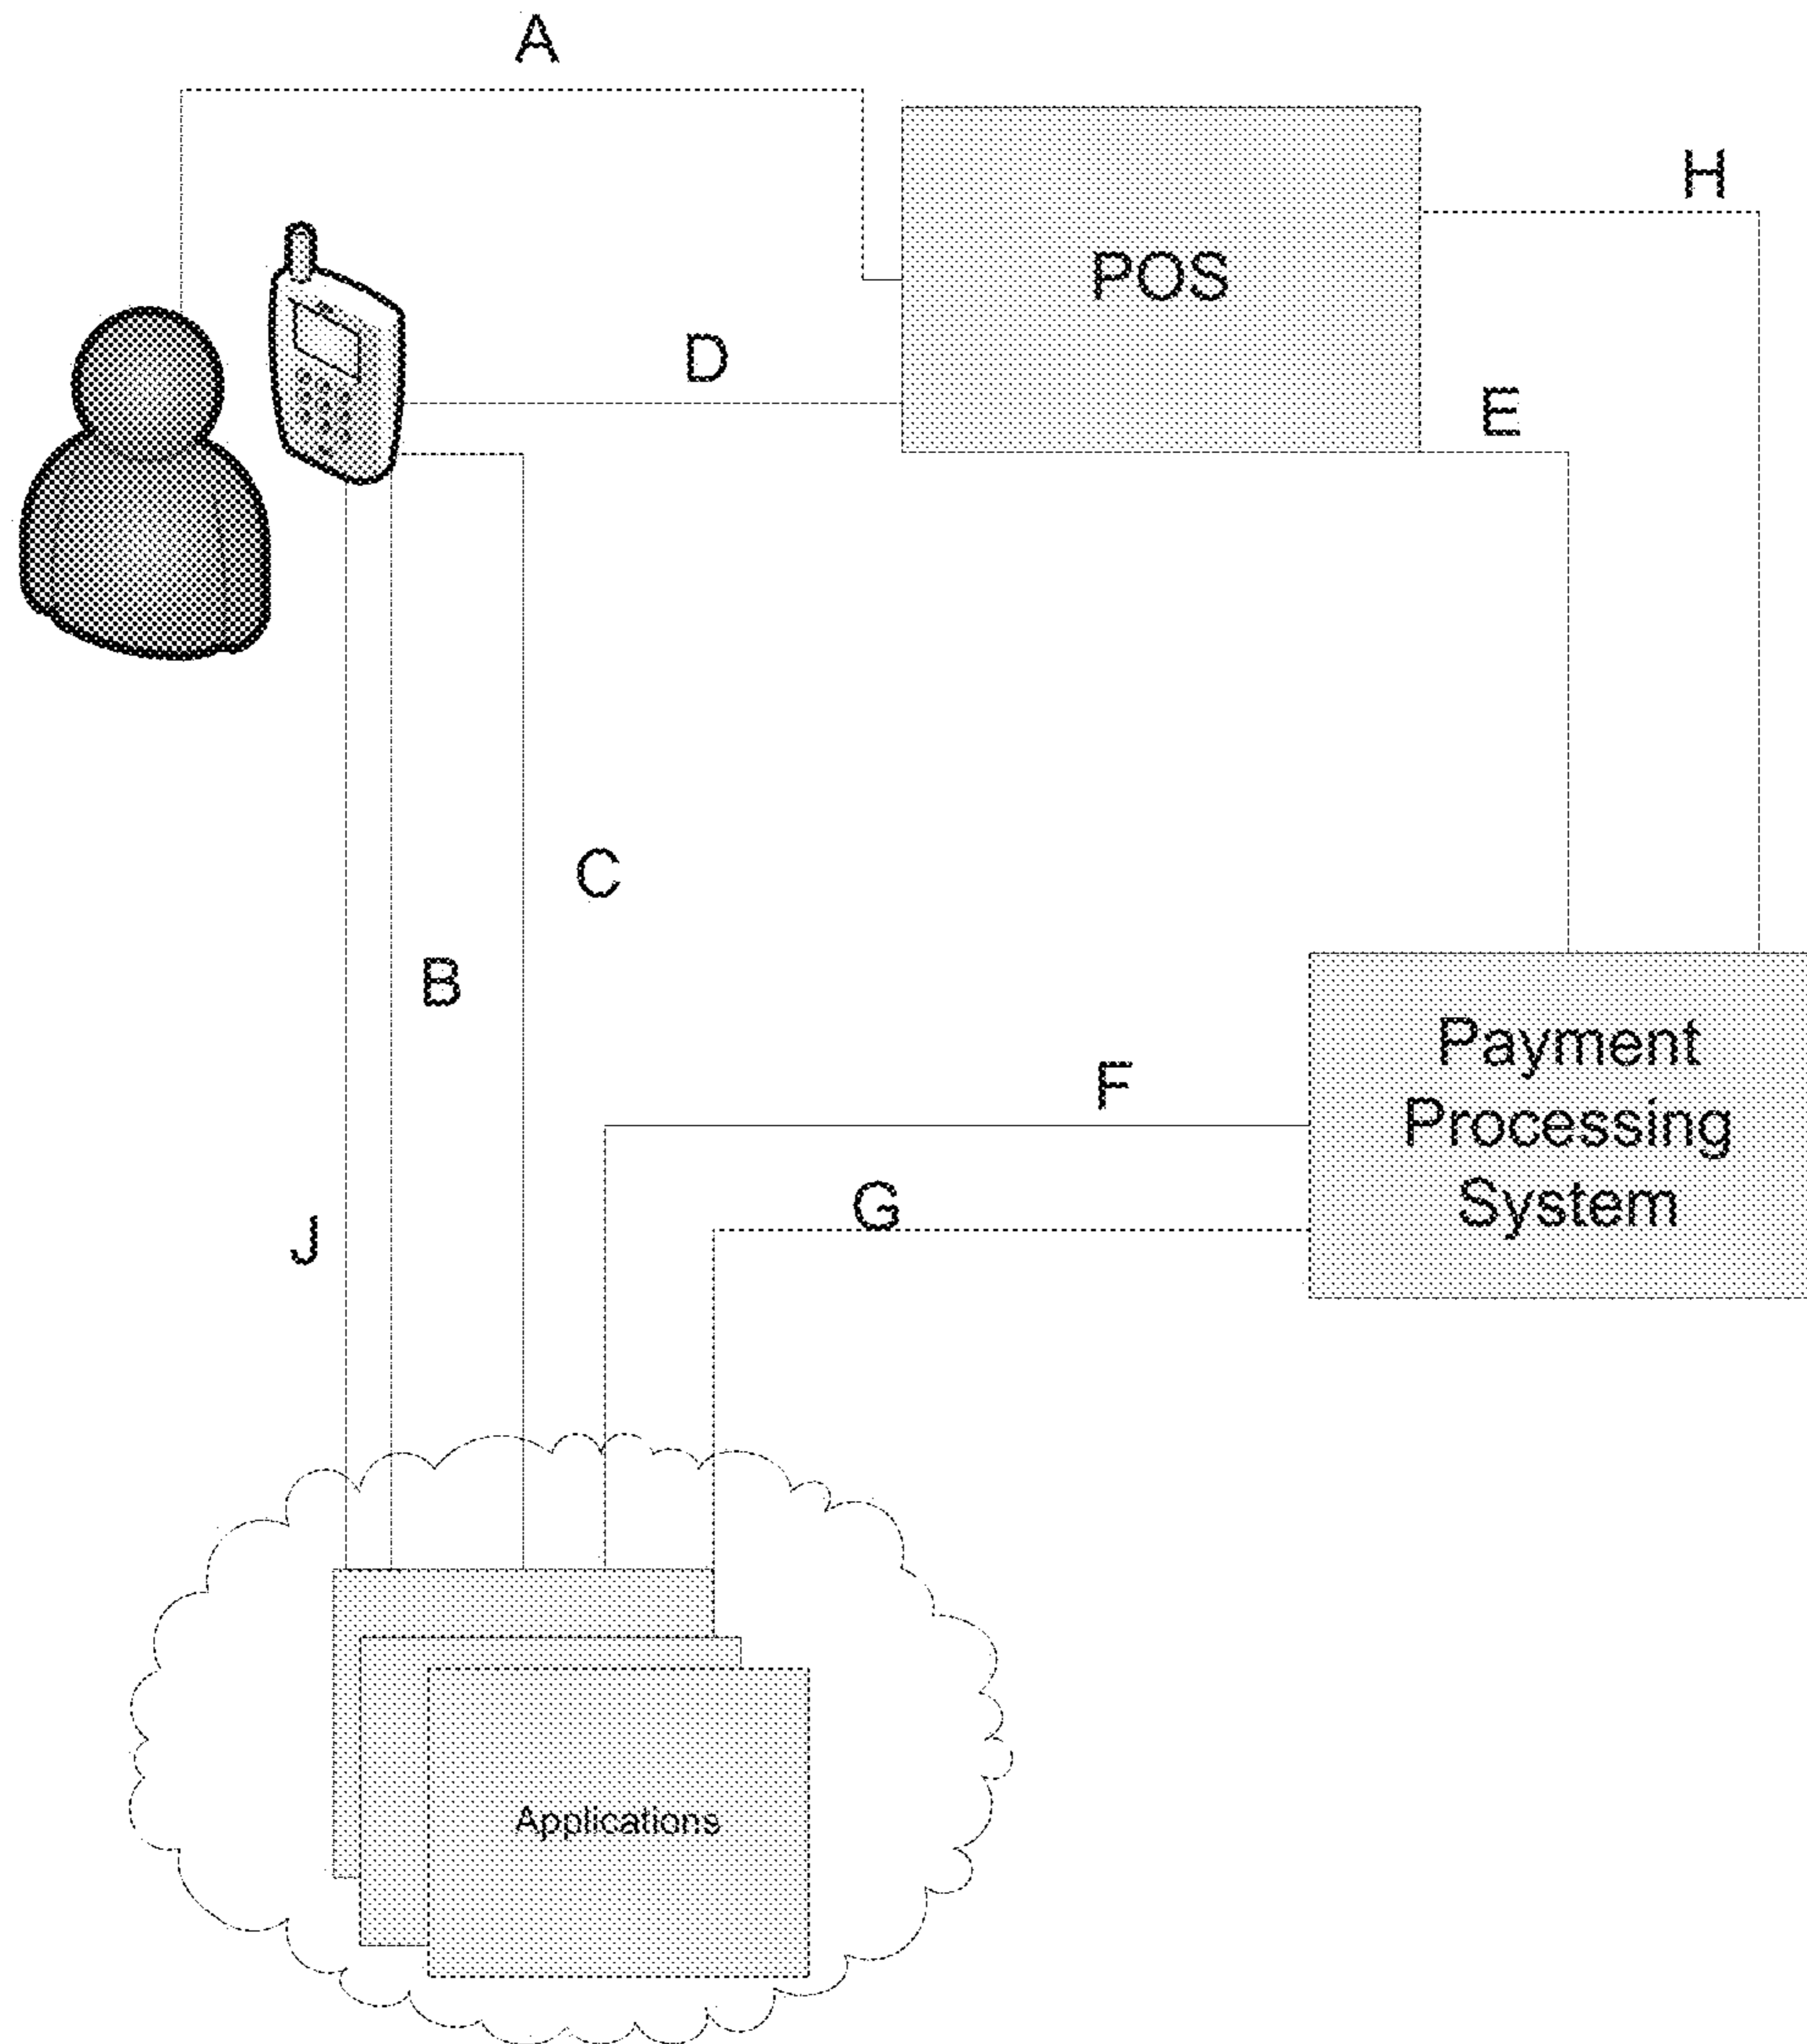 A
H
POS
D
E
C
B
F
Payment
Processing
System
G
J
Applications